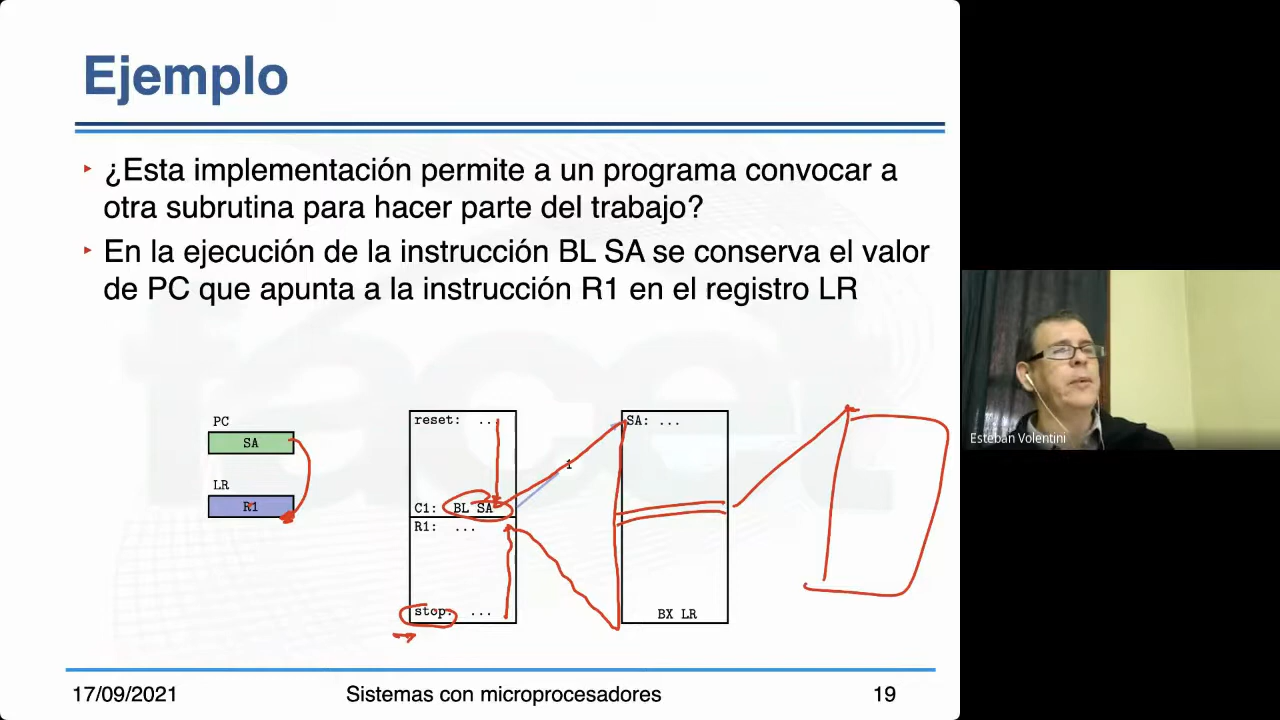 Ejemplo
¿Esta implementación permite a un programa convocar a
otra subrutina para hacer parte del trabajo?
En la ejecución de la instrucción BL SA se conserva el valor
de PC que apunta a la instrucción R1 en el registro LR
PC
SA
LR
R1
reset: ...
C1: BL SA
R1: ...
stop: ...
1
SA: ...
BX LR
Esteban Volentini
17/09/2021
Sistemas con microprocesadores
19